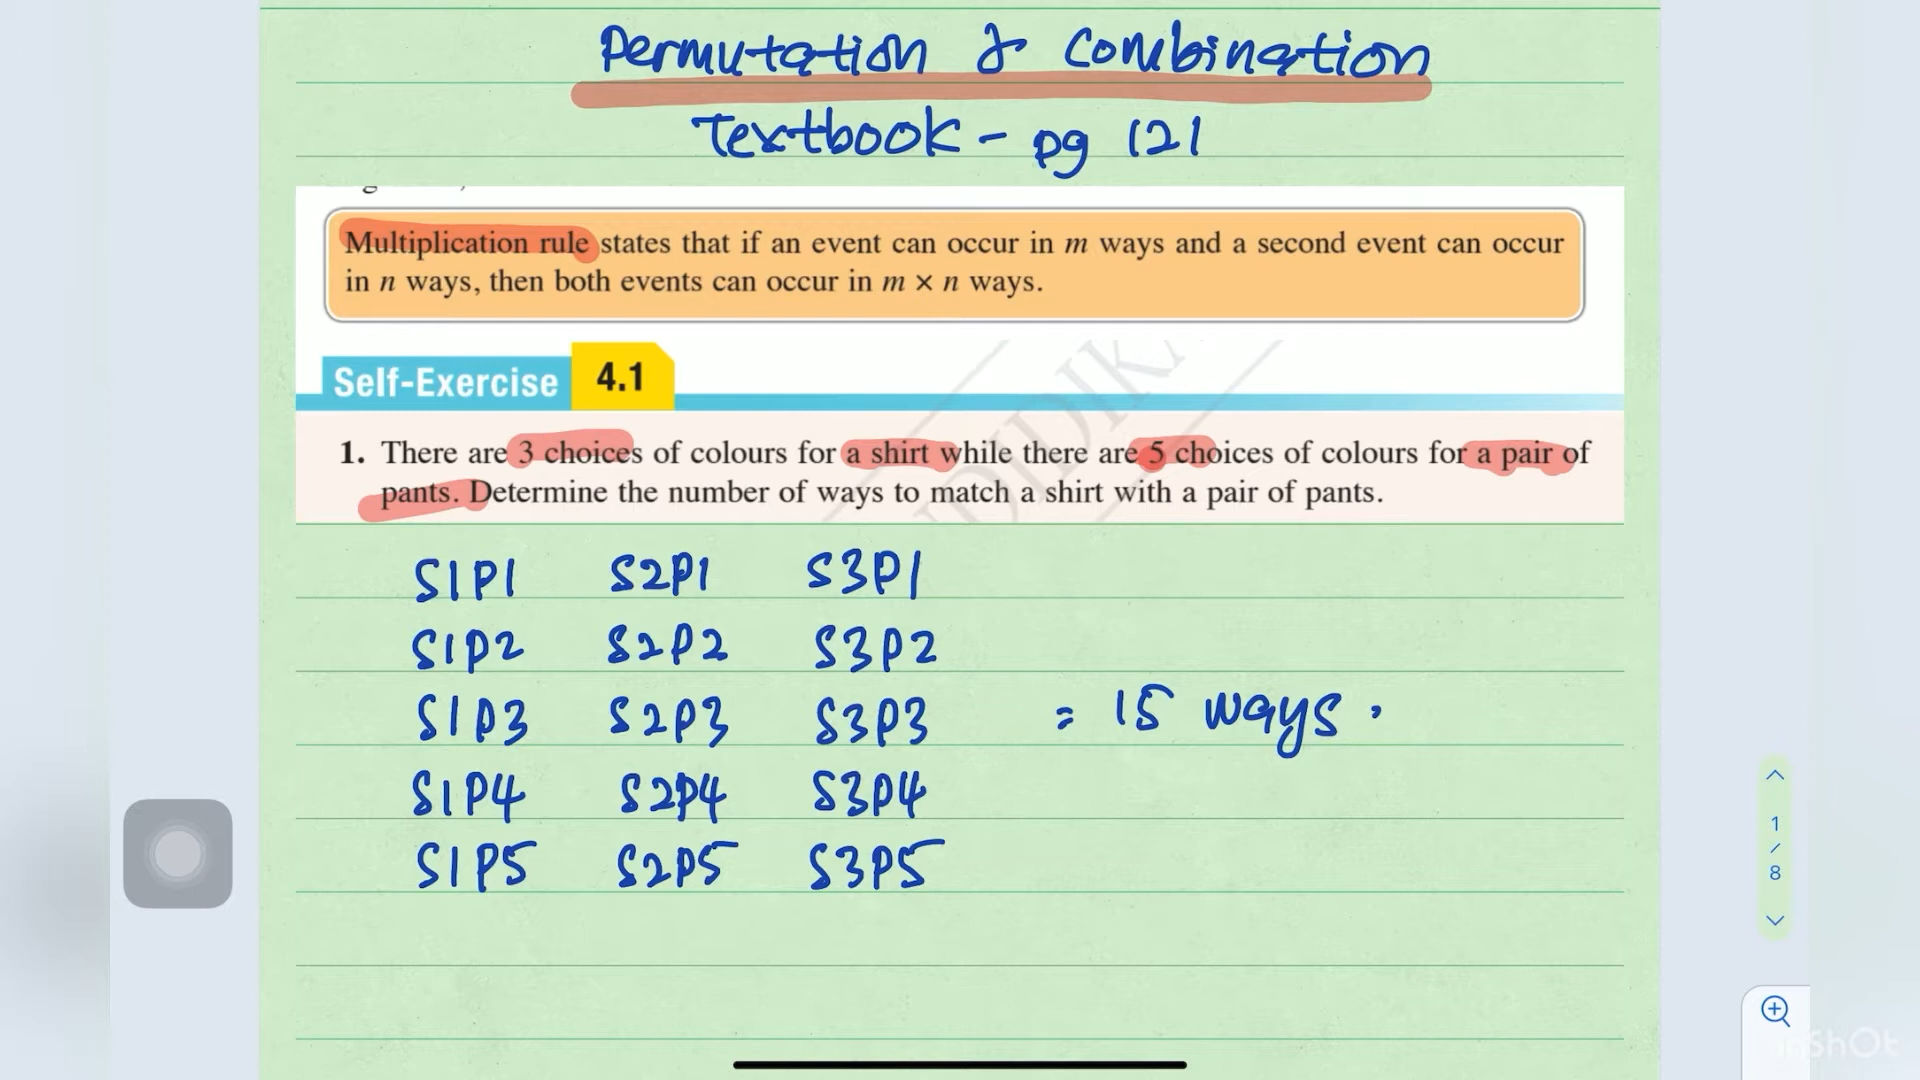 Permutation & Combination
Textbook - pg 121
Multiplication rule states that if an event can occur in m ways and a second event can occur
in n ways, then both events can occur in m × n ways.
Self-Exercise 4.1
1. There are 3 choices of colours for a shirt while there are 5 choices of colours for a pair of
pants. Determine the number of ways to match a shirt with a pair of pants.
S1P1 S2P1 S3P1
S1P2 S2P2 S3P2
S1P3 S2P3 S3P3 = 15 ways.
S1P4 S2P4 S3P4
S1P5 S2P5 S3P5
1
/
8
InShOt